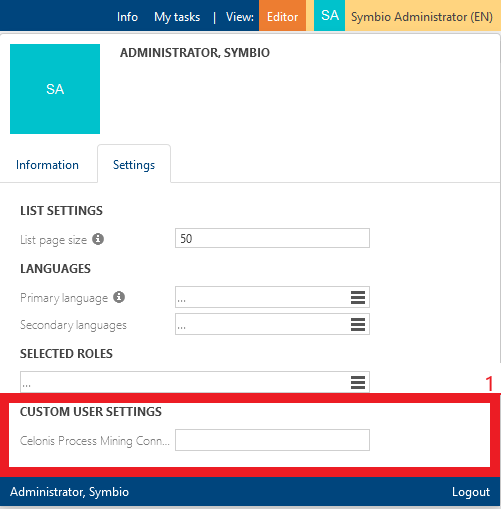 Info My tasks | View: Editor SA Symbio Administrator (EN)
SA
ADMINISTRATOR, SYMBIO
Information Settings
LIST SETTINGS
List page size 50
LANGUAGES
Primary language ...
Secondary languages ...
SELECTED ROLES
...
1
CUSTOM USER SETTINGS
Celonis Process Mining Conn...
Administrator, Symbio Logout